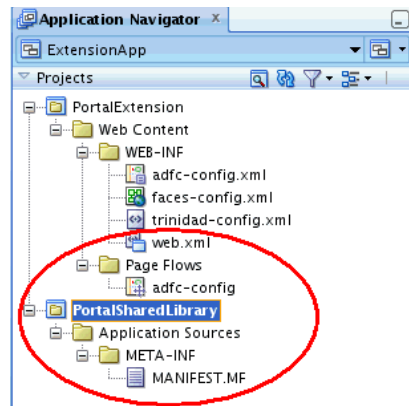 Application Navigator x
ExtensionApp
Projects
PortalExtension
Web Content
WEB-INF
adfc-config.xml
faces-config.xml
trinidad-config.xml
web.xml
Page Flows
adfc-config
PortalSharedLibrary
Application Sources
META-INF
MANIFEST.MF